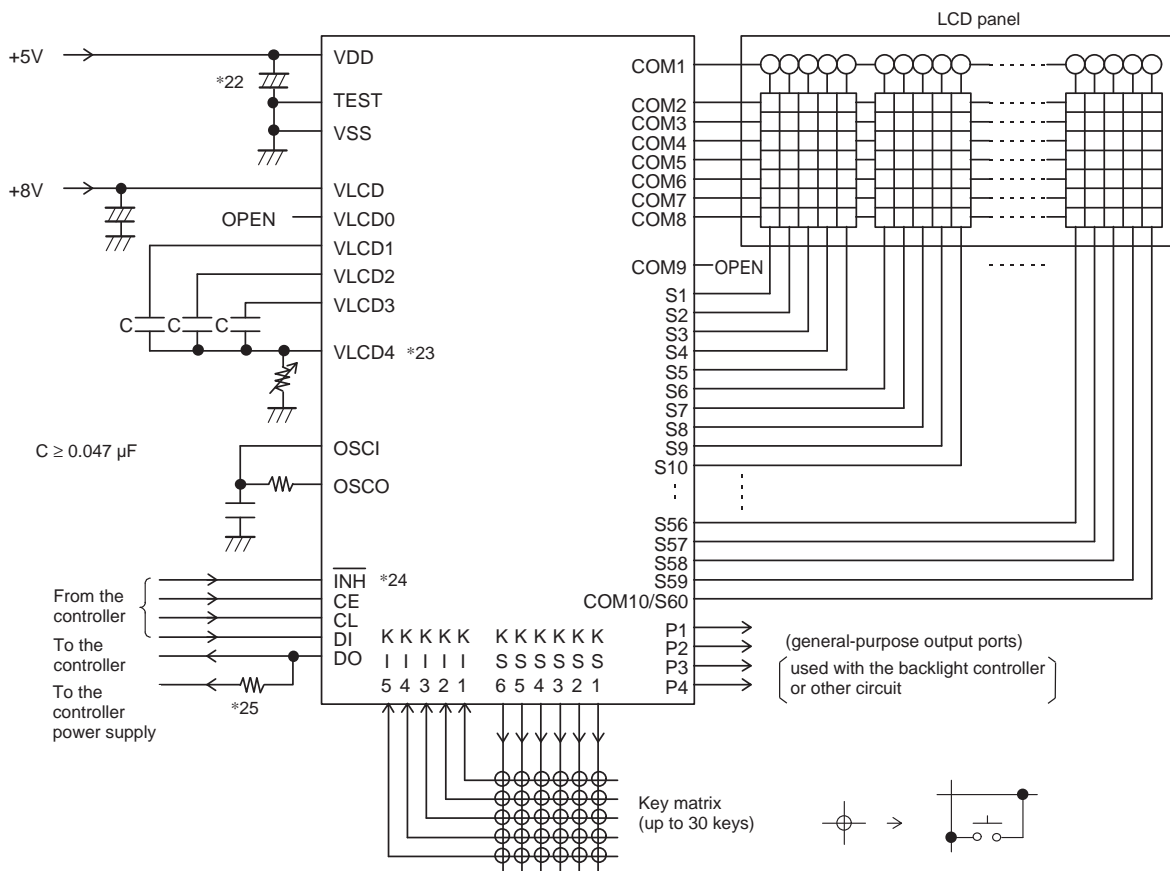 LCD panel
+5V
VDD
COM1
*22
TEST
VSS
COM2
COM3
COM4
COM5
COM6
COM7
COM8
+8V
VLCD
OPEN
VLCD0
VLCD1
VLCD2
VLCD3
C
C
C
VLCD4 *23
COM9
OPEN
S1
S2
S3
S4
S5
S6
S7
S8
S9
S10
C ≥ 0.047 µF
OSCI
OSCO
S56
S57
S58
S59
COM10/S60
From the
controller
INH *24
CE
CL
DI
DO
To the
controller
To the
controller
power supply
*25
K K K K K
I I I I I
5 4 3 2 1
K K K K K K
S S S S S S
6 5 4 3 2 1
P1
P2
P3
P4
(general-purpose output ports)
used with the backlight controller
or other circuit
Key matrix
(up to 30 keys)